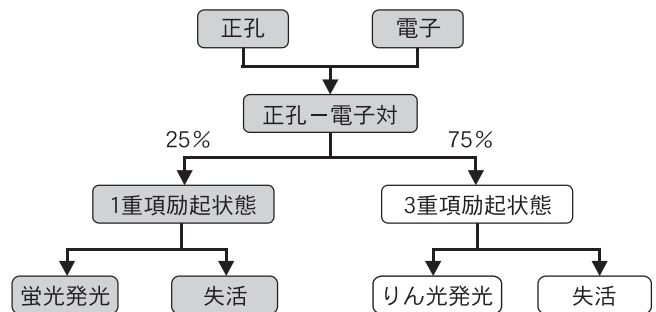 正孔
電子
正孔－電子対
25%
75%
1重項励起状態
3重項励起状態
蛍光発光
失活
りん光発光
失活